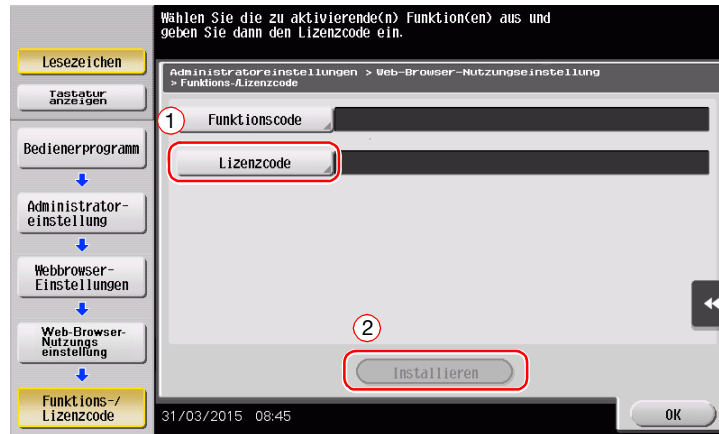 Wählen Sie die zu aktivierende(n) Funktion(en) aus und
geben Sie dann den Lizenzcode ein.
Lesezeichen
Tastatur
anzeigen
Bedienerprogramm
Administrator-
einstellung
Webbrowser-
Einstellungen
Web-Browser-
Nutzungs
einstellung
Funktions-/
Lizenzcode
Administratoreinstellungen > Web-Browser-Nutzungseinstellung
> Funktions-/Lizenzcode
1
Funktionscode
Lizenzcode
2
Installieren
31/03/2015 08:45
OK